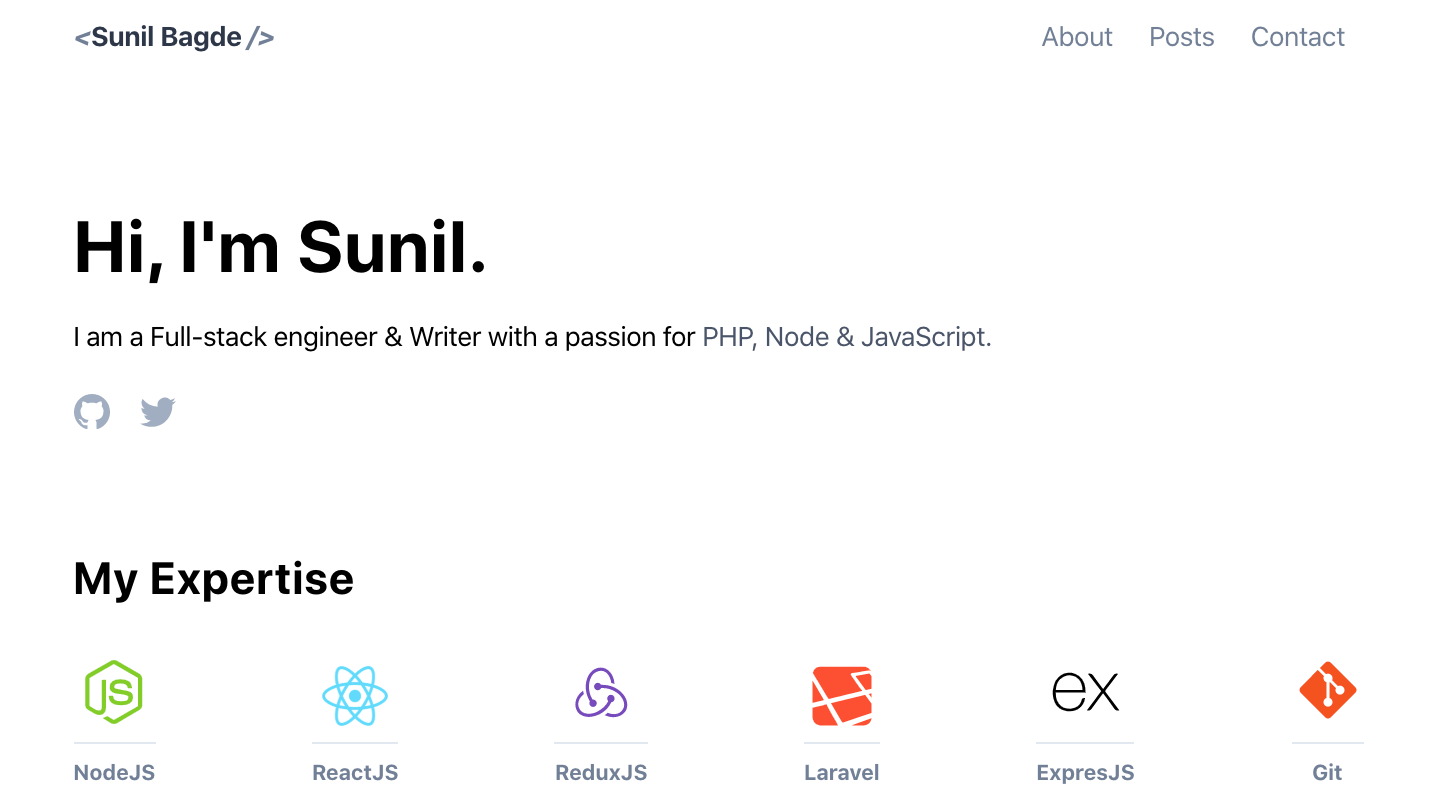 <Sunil Bagde />
About Posts Contact
Hi, I'm Sunil.
I am a Full-stack engineer & Writer with a passion for PHP, Node & JavaScript.
My Expertise
JS
ex
NodeJS ReactJS ReduxJS Laravel ExpresJS Git